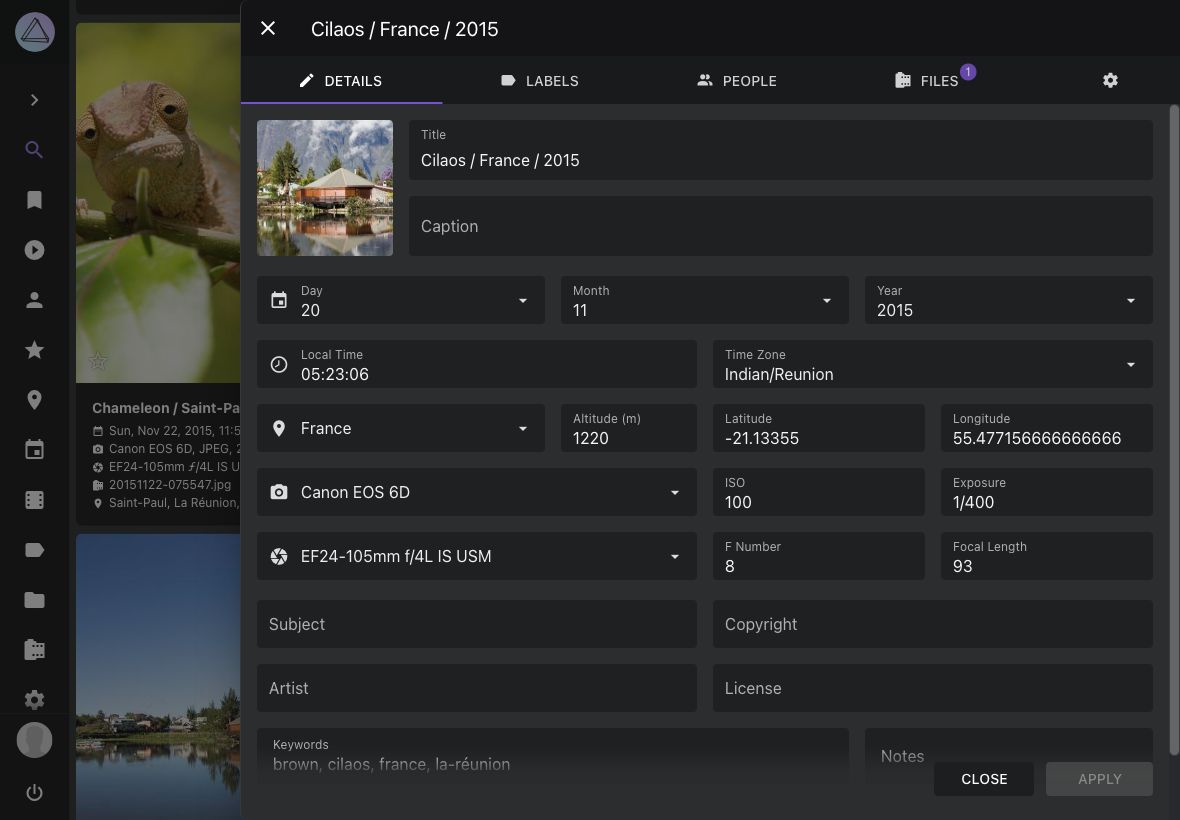 Cilaos / France / 2015
DETAILS
LABELS
PEOPLE
FILES
1
Title
Cilaos / France / 2015
Caption
Day
20
Month
11
Year
2015
Local Time
05:23:06
Time Zone
Indian/Reunion
France
Altitude (m)
1220
Latitude
-21.13355
Longitude
55.477156666666666
Canon EOS 6D
ISO
100
Exposure
1/400
EF24-105mm f/4L IS USM
F Number
8
Focal Length
93
Subject
Copyright
Artist
License
Keywords
brown, cilaos, france, la-réunion
Notes
CLOSE
APPLY
Chameleon / Saint-Pa
Sun, Nov 22, 2015, 11:5
Canon EOS 6D, JPEG, 2
EF24-105mm ƒ/4L IS U
20151122-075547.jpg
Saint-Paul, La Réunion,